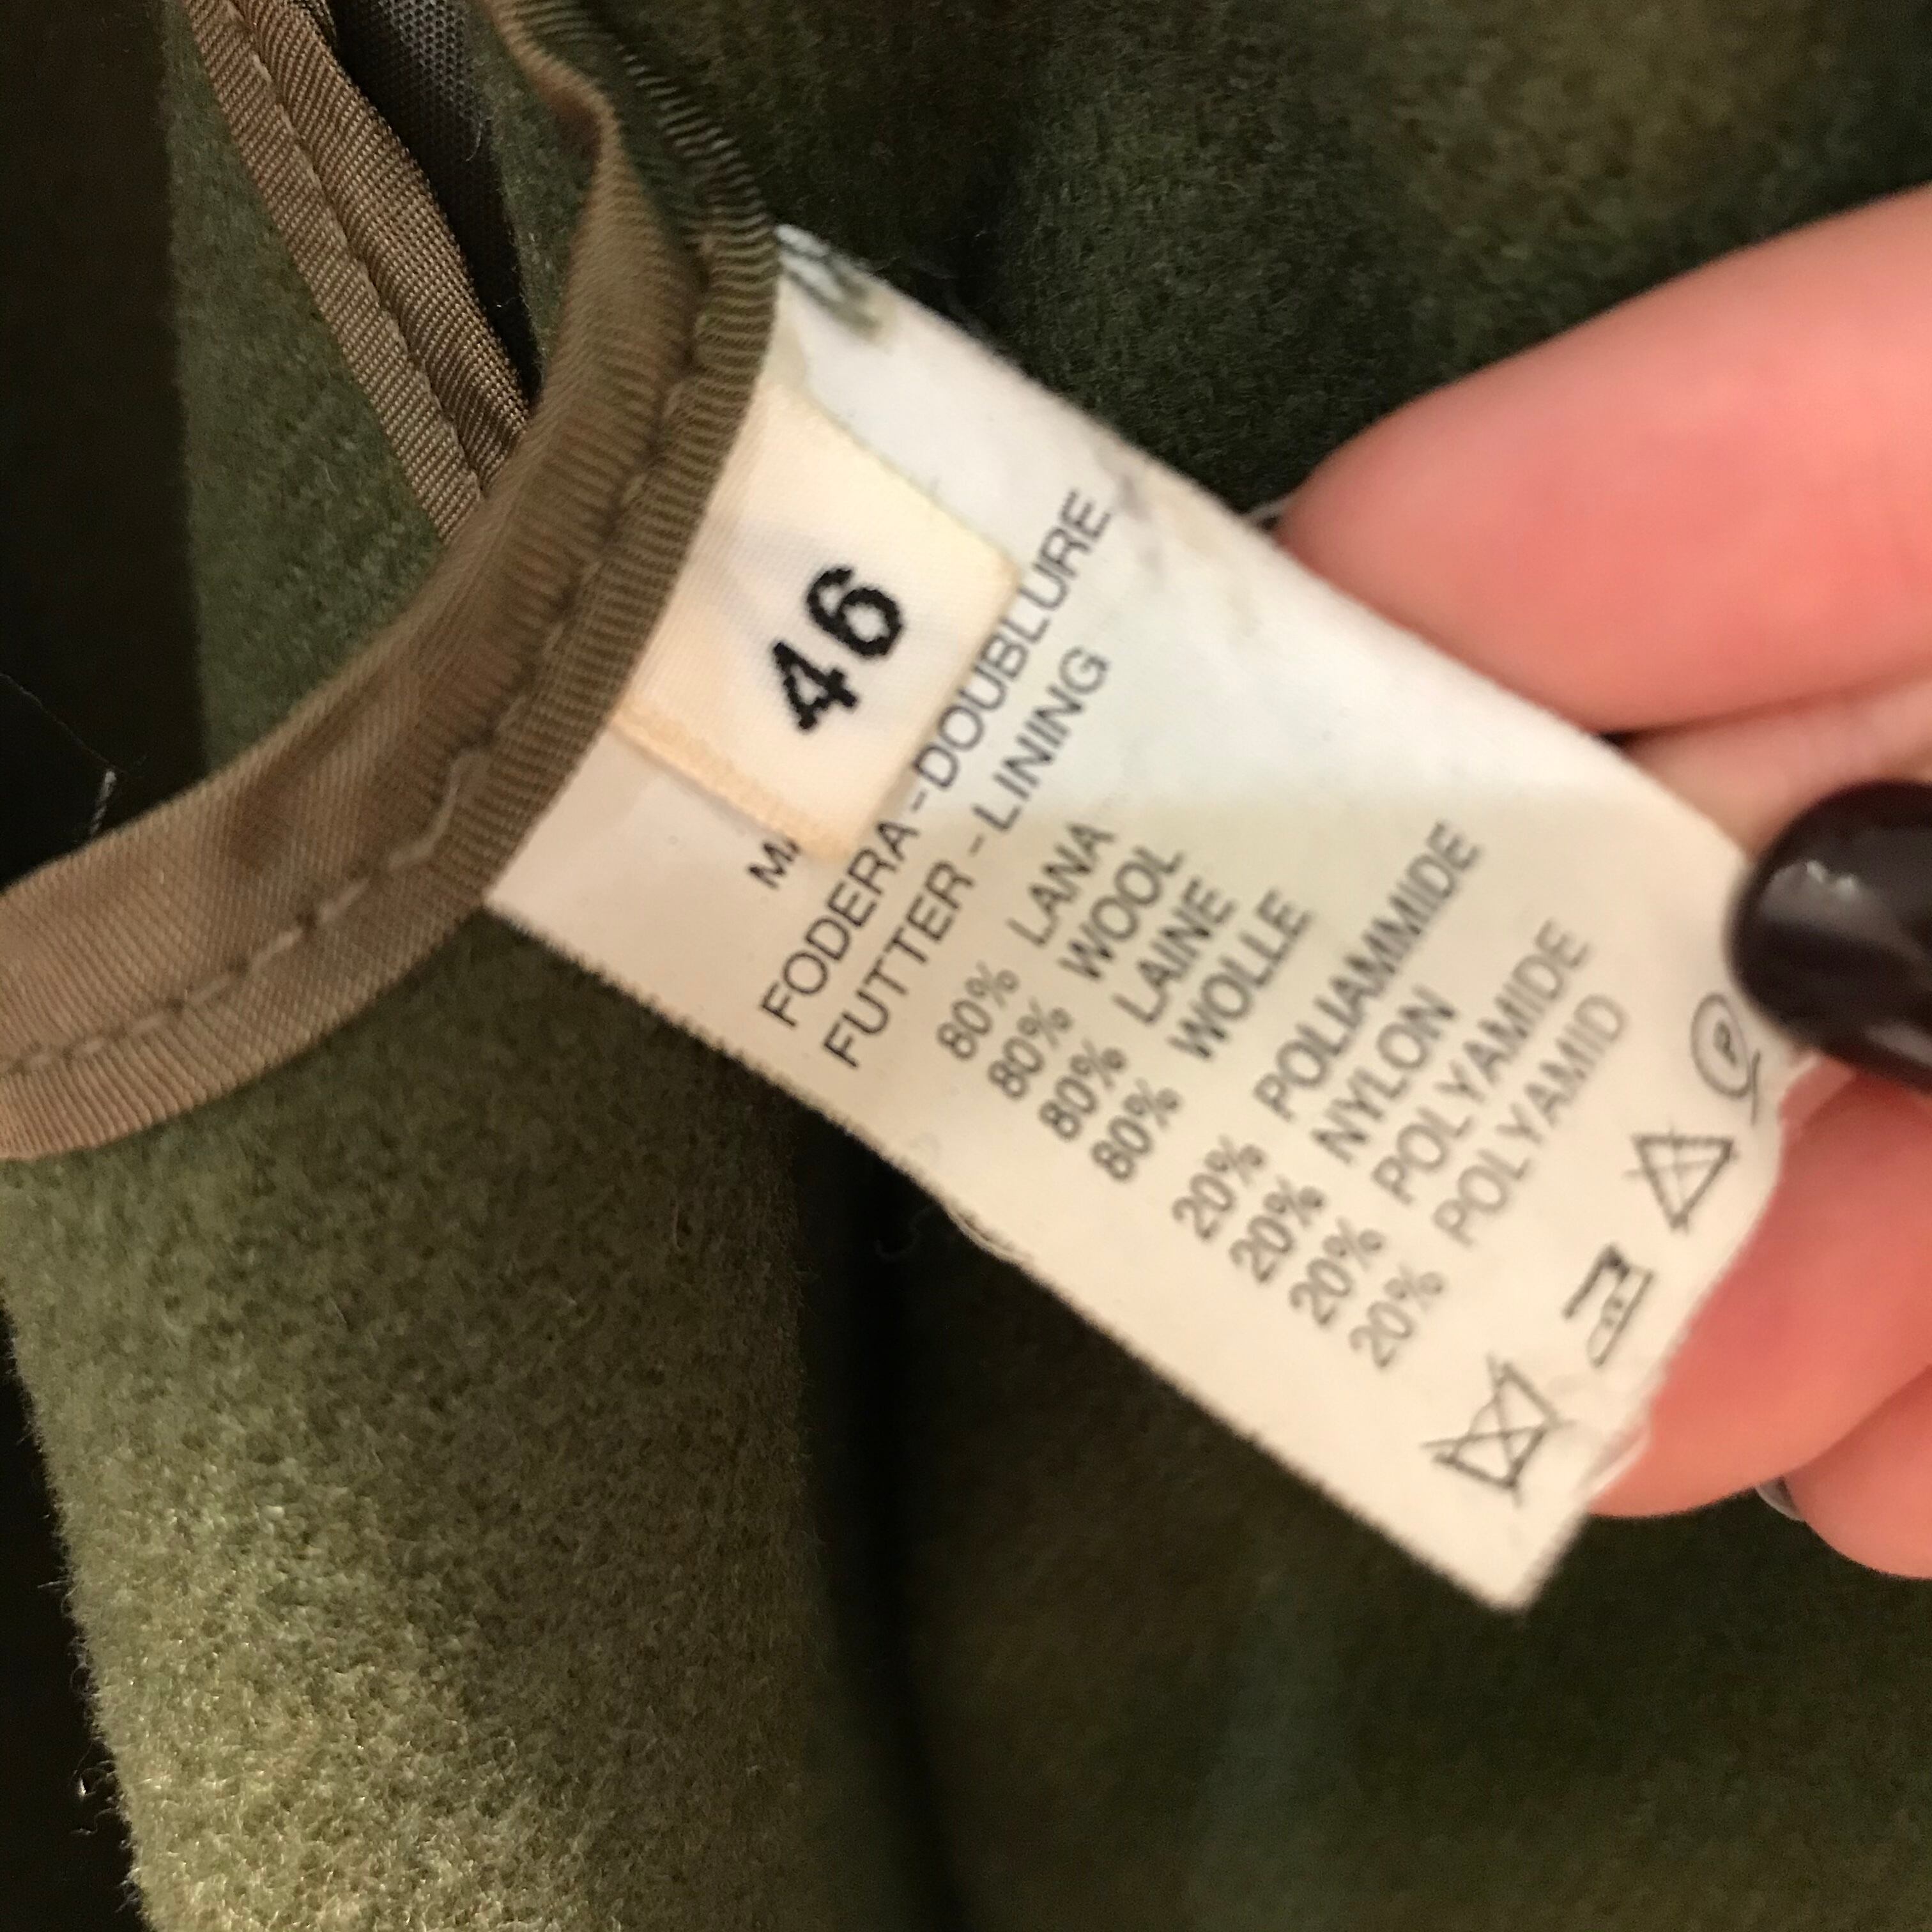 46
FODERA-DOUBLURE
FUTTER - LINING
80% LANA
80% WOOL
80% LAINE
80% WOLLE
20% POLIAMMIDE
20% NYLON
20% POLYAMIDE
20% POLYAMID
P